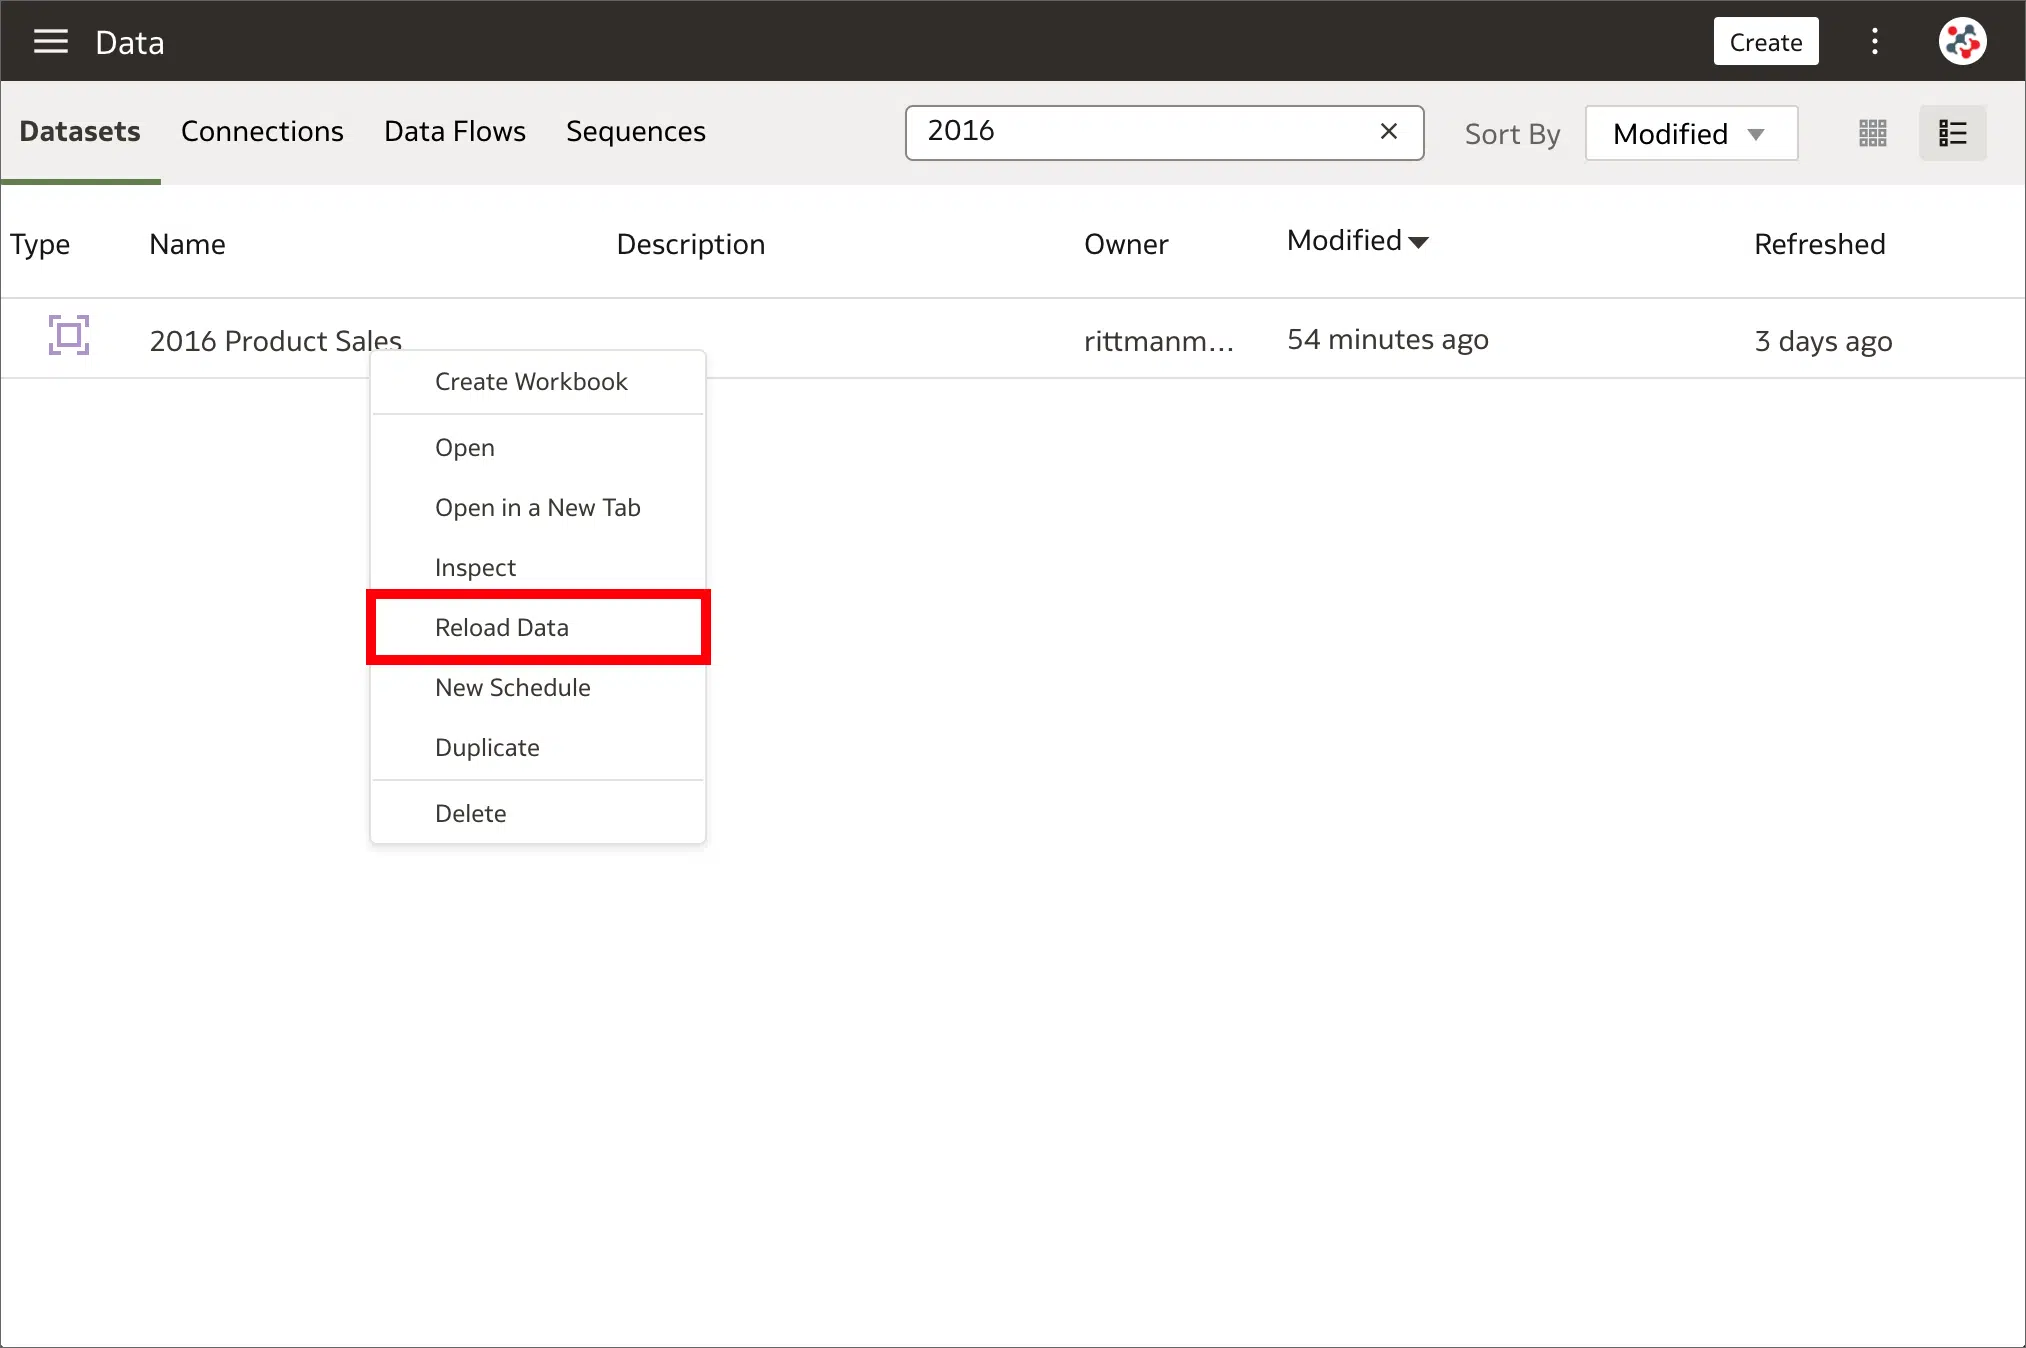 Data
Create
Datasets Connections Data Flows Sequences 2016 Sort By Modified
Type Name Description Owner Modified Refreshed
2016 Product Sales rittmanm... 54 minutes ago 3 days ago
Create Workbook
Open
Open in a New Tab
Inspect
Reload Data
New Schedule
Duplicate
Delete